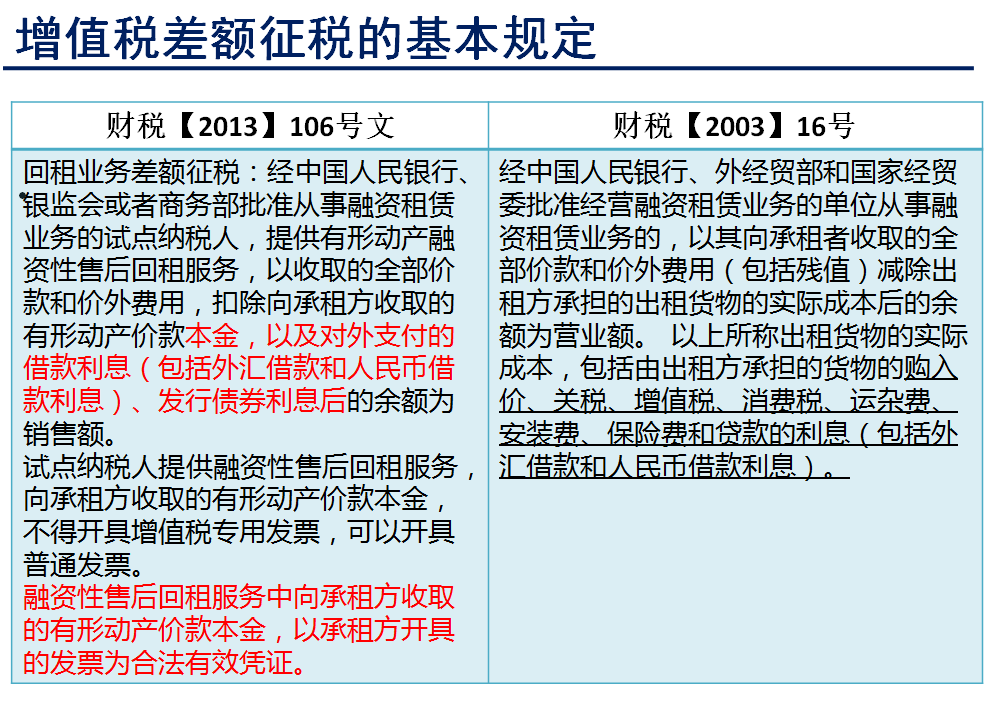 增值税差额征税的基本规定
财税【2013】106号文
回租业务差额征税：经中国人民银行、
银监会或者商务部批准从事融资租赁
业务的试点纳税人，提供有形动产融
资性售后回租服务，以收取的全部价
款和价外费用，扣除向承租方收取的
有形动产价款本金，以及对外支付的
借款利息（包括外汇借款和人民币借
款利息）、发行债券利息后的余额为
销售额。
试点纳税人提供融资性售后回租服务，
向承租方收取的有形动产价款本金，
不得开具增值税专用发票，可以开具
普通发票。
融资性售后回租服务中向承租方收取
的有形动产价款本金，以承租方开具
的发票为合法有效凭证。
财税【2003】16号
经中国人民银行、外经贸部和国家经贸
委批准经营融资租赁业务的单位从事融
资租赁业务的，以其向承租者收取的全
部价款和价外费用（包括残值）减除出
租方承担的出租货物的实际成本后的余
额为营业额。 以上所称出租货物的实际
成本，包括由出租方承担的货物的购入
价、关税、增值税、消费税、运杂费、
安装费、保险费和贷款的利息（包括外
汇借款和人民币借款利息）。